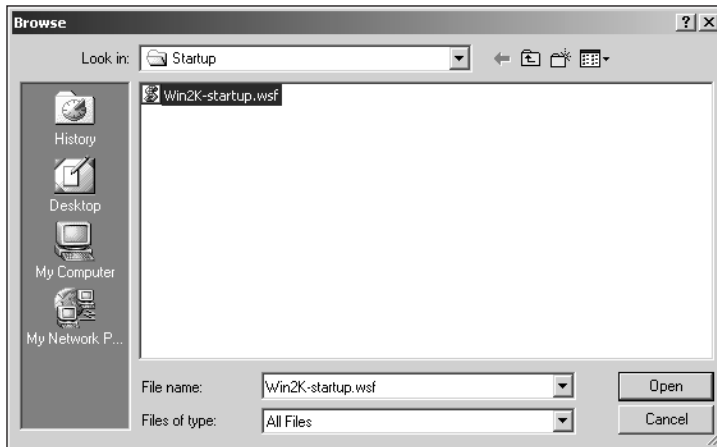 Browse
Look in: Startup
Win2K-startup.wsf
History
Desktop
My Computer
My Network P...
File name: Win2K-startup.wsf Open
Files of type: All Files Cancel